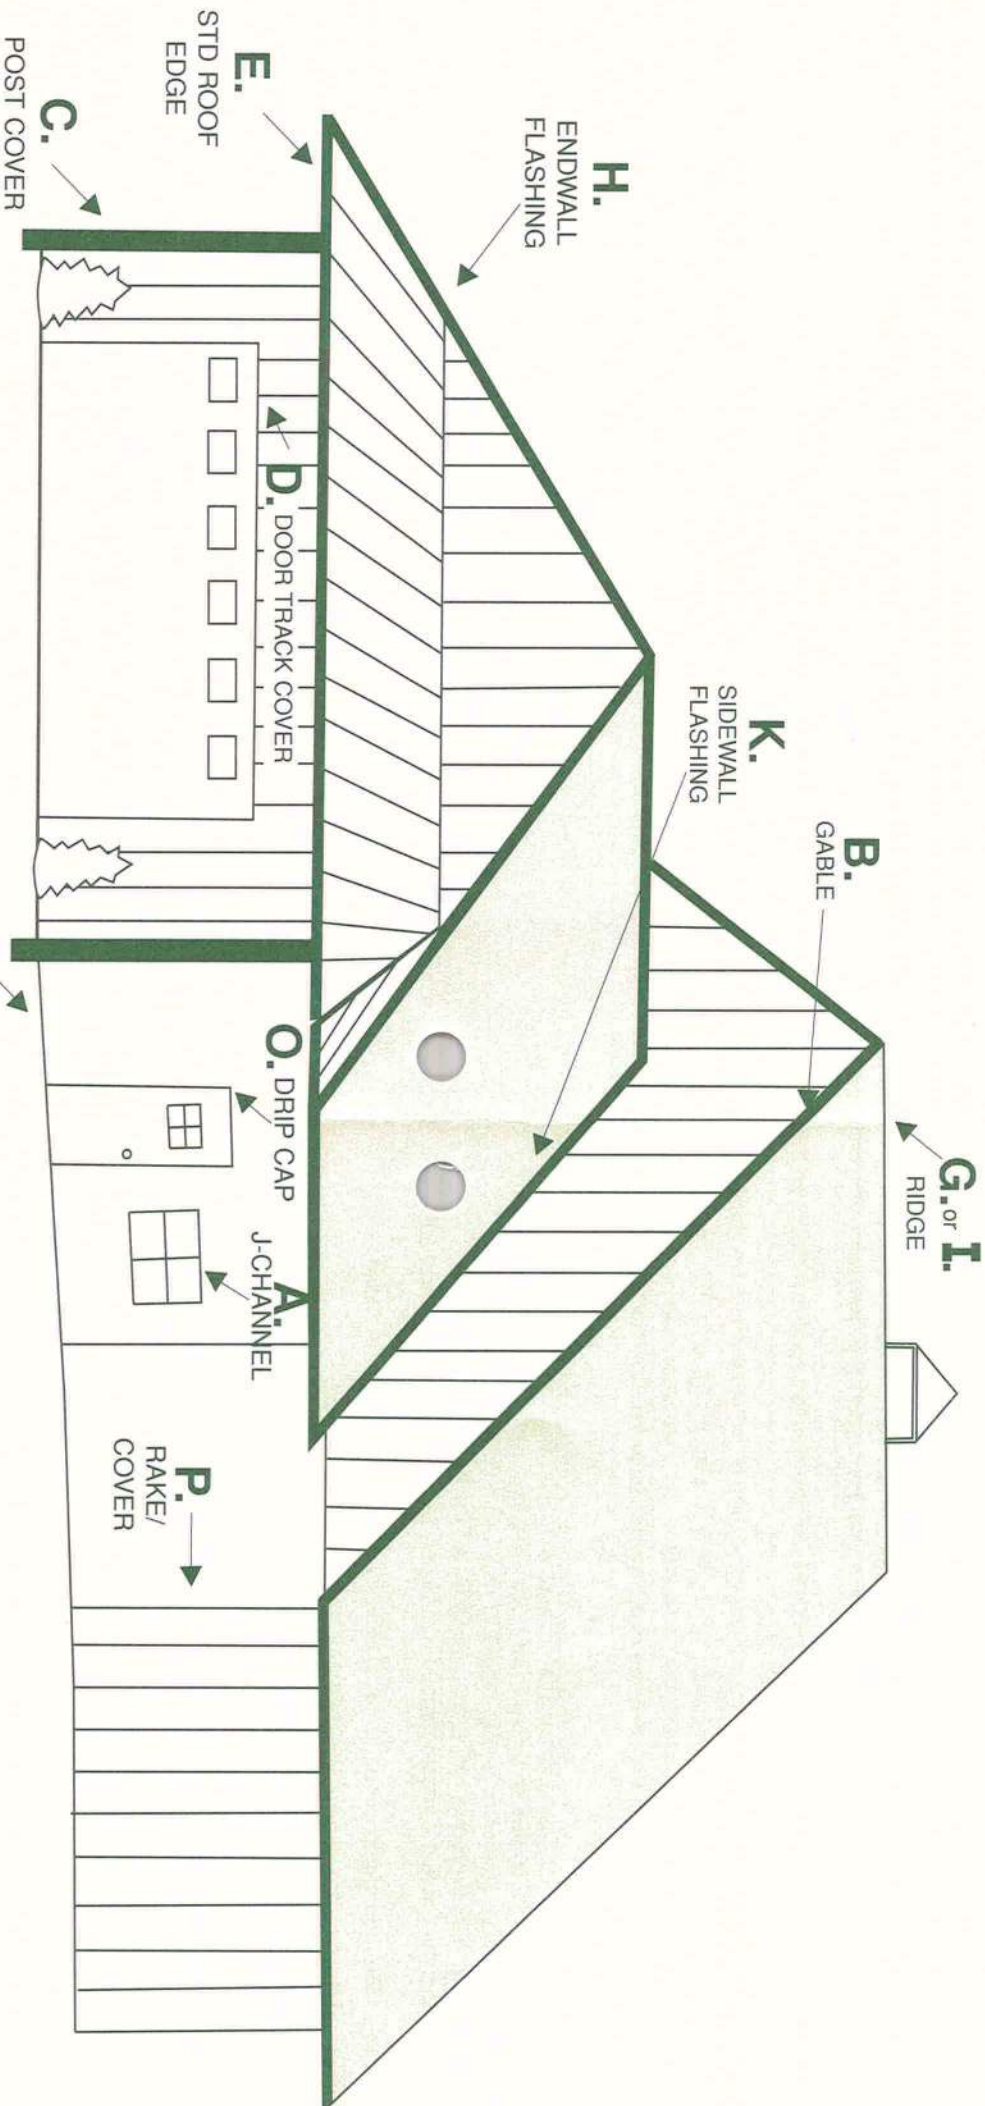 G. or I.
RIDGE
B.
GABLE
K.
SIDEWALL
FLASHING
H.
ENDWALL
FLASHING
E.
STD ROOF
EDGE
D. DOOR TRACK COVER
O. DRIP CAP
A.
J-CHANNEL
P.
RAKE/
COVER
C.
POST COVER